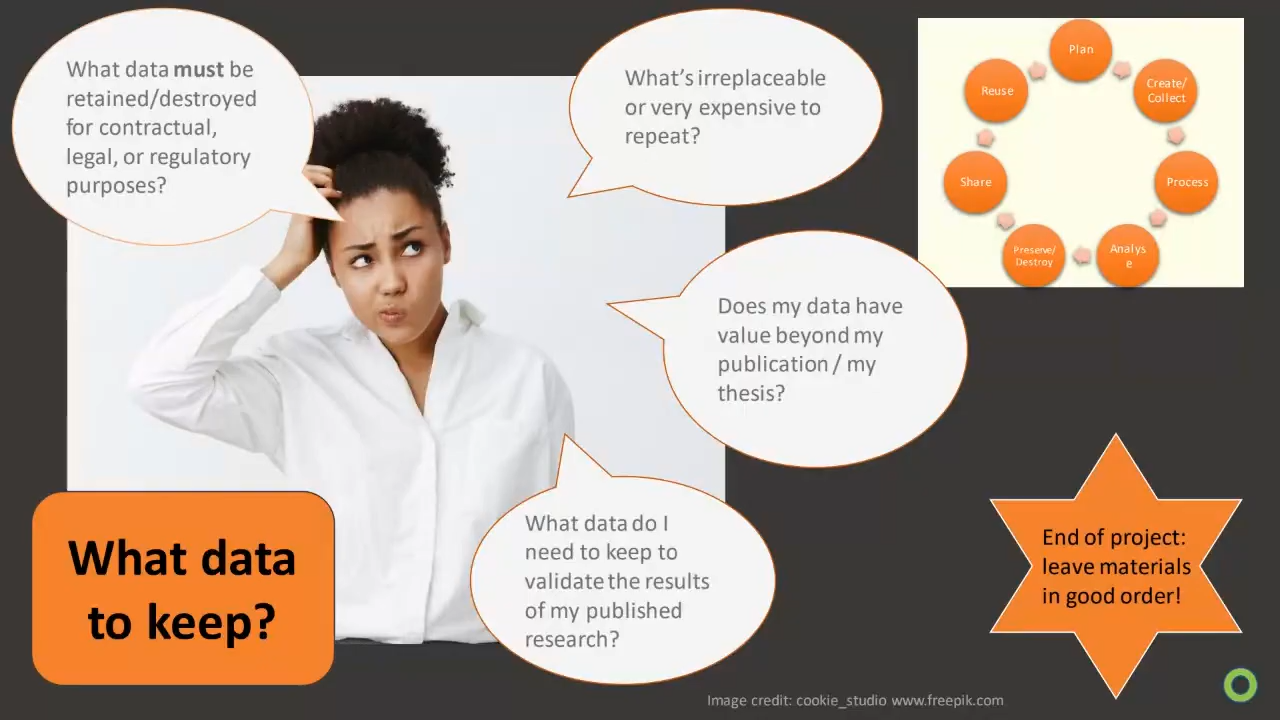 What data must be
retained/destroyed
for contractual,
legal, or regulatory
purposes?
What's irreplaceable
or very expensive to
repeat?
Plan
Create/
Collect
Process
Analys
e
Preserve/
Destroy
Share
Reuse
Does my data have
value beyond my
publication / my
thesis?
What data do I
need to keep to
validate the results
of my published
research?
What data
to keep?
End of project:
leave materials
in good order!
Image credit: cookie_studio www.freepik.com